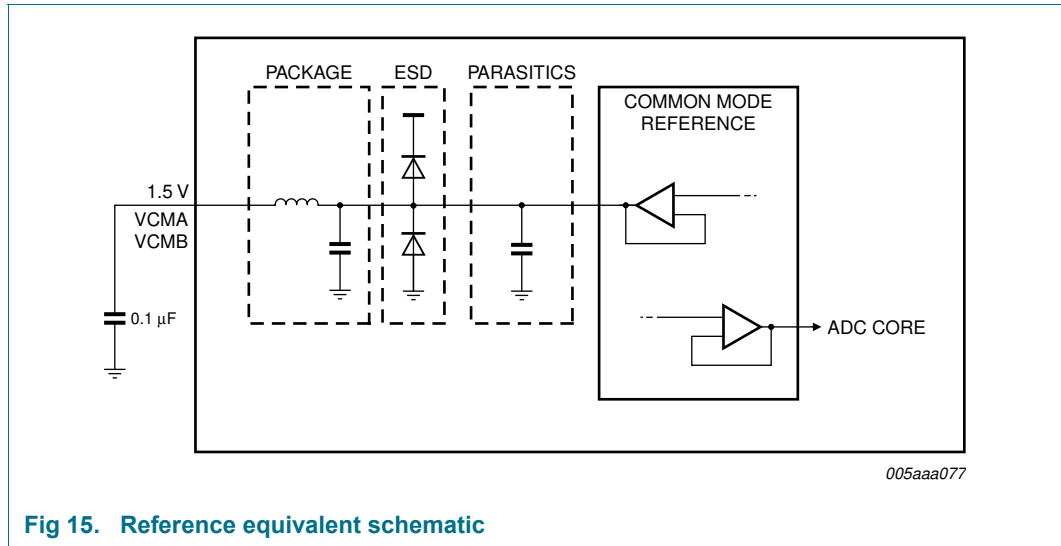 PACKAGE
ESD
PARASITICS
COMMON MODE
REFERENCE
1.5 V
VCMA
VCMB
0.1 μF
ADC CORE
005aaa077
Fig 15. Reference equivalent schematic